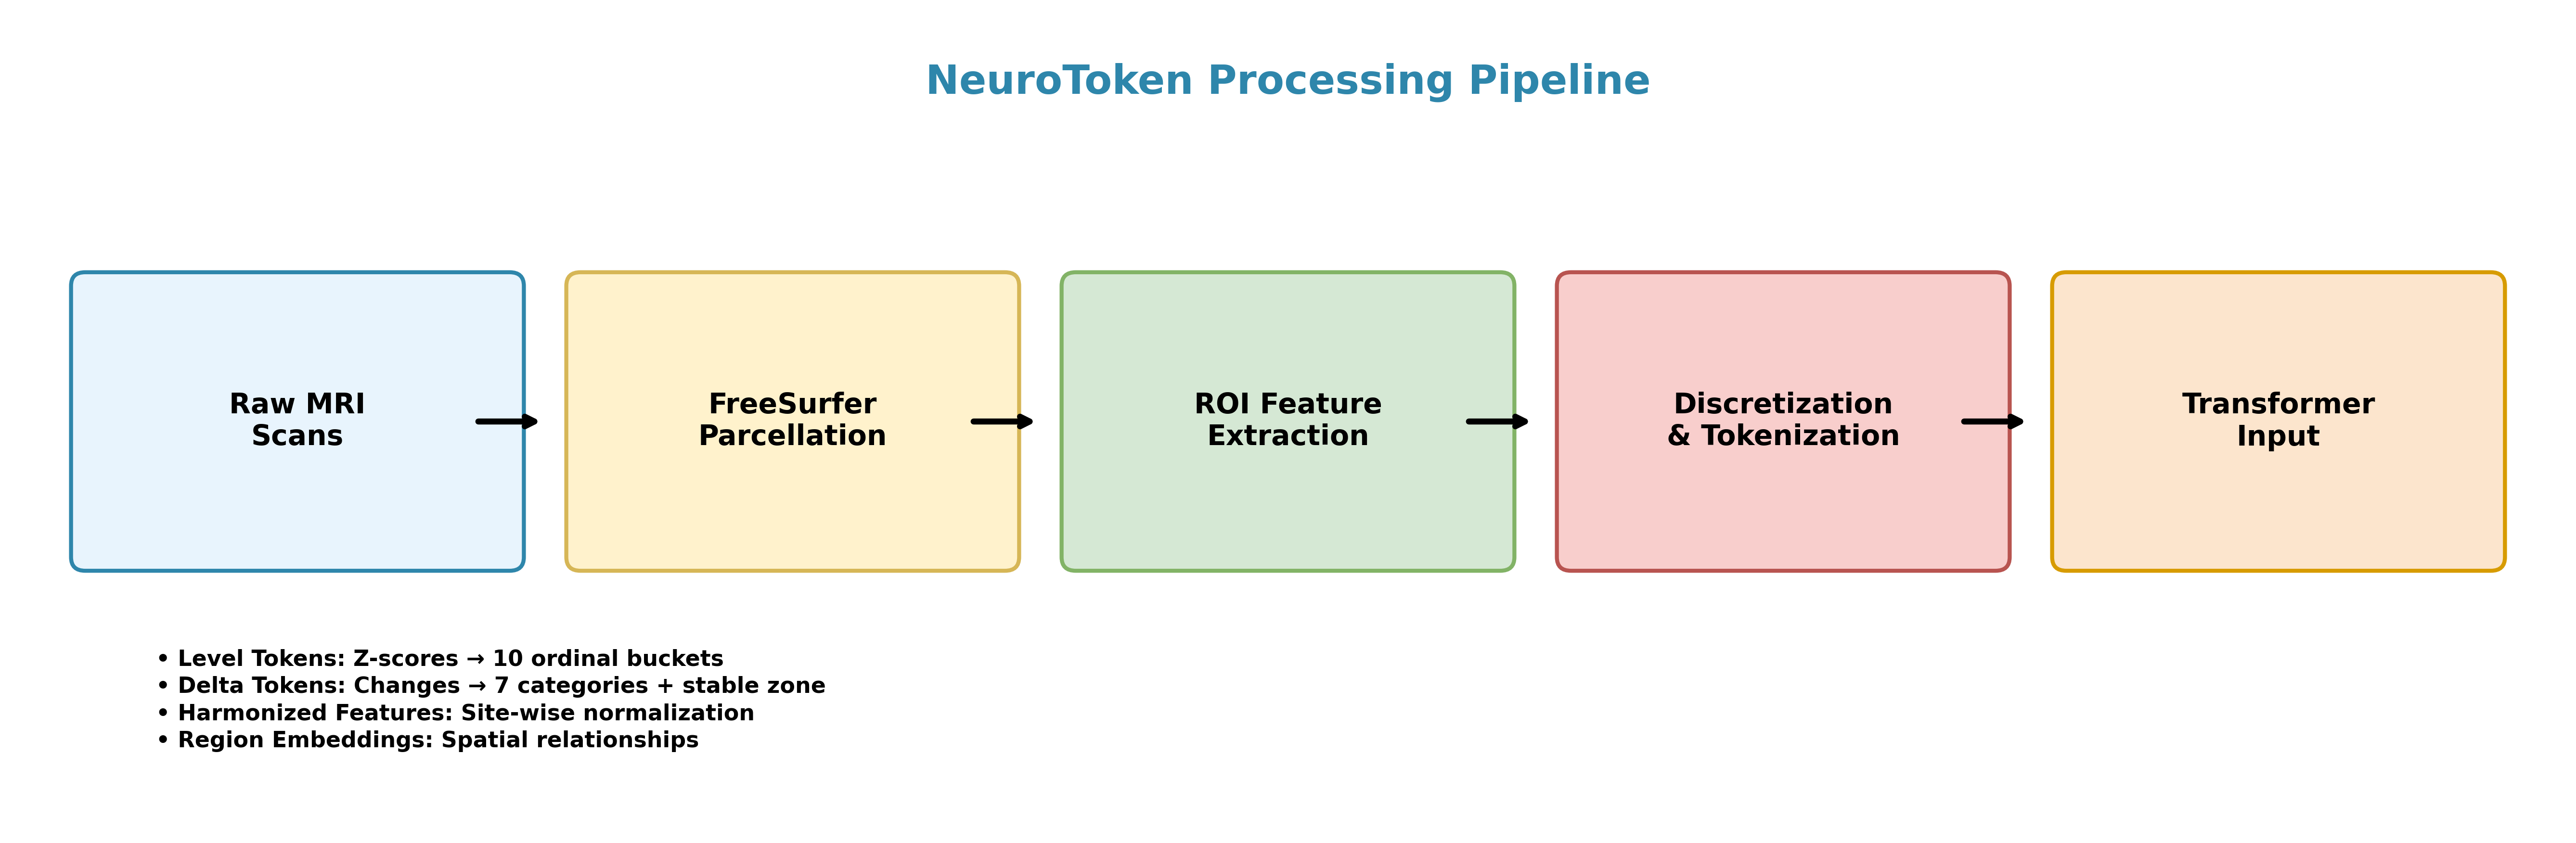 NeuroToken Processing Pipeline
Raw MRI
Scans
FreeSurfer
Parcellation
ROI Feature
Extraction
Discretization
& Tokenization
Transformer
Input
• Level Tokens: Z-scores → 10 ordinal buckets
• Delta Tokens: Changes → 7 categories + stable zone
• Harmonized Features: Site-wise normalization
• Region Embeddings: Spatial relationships